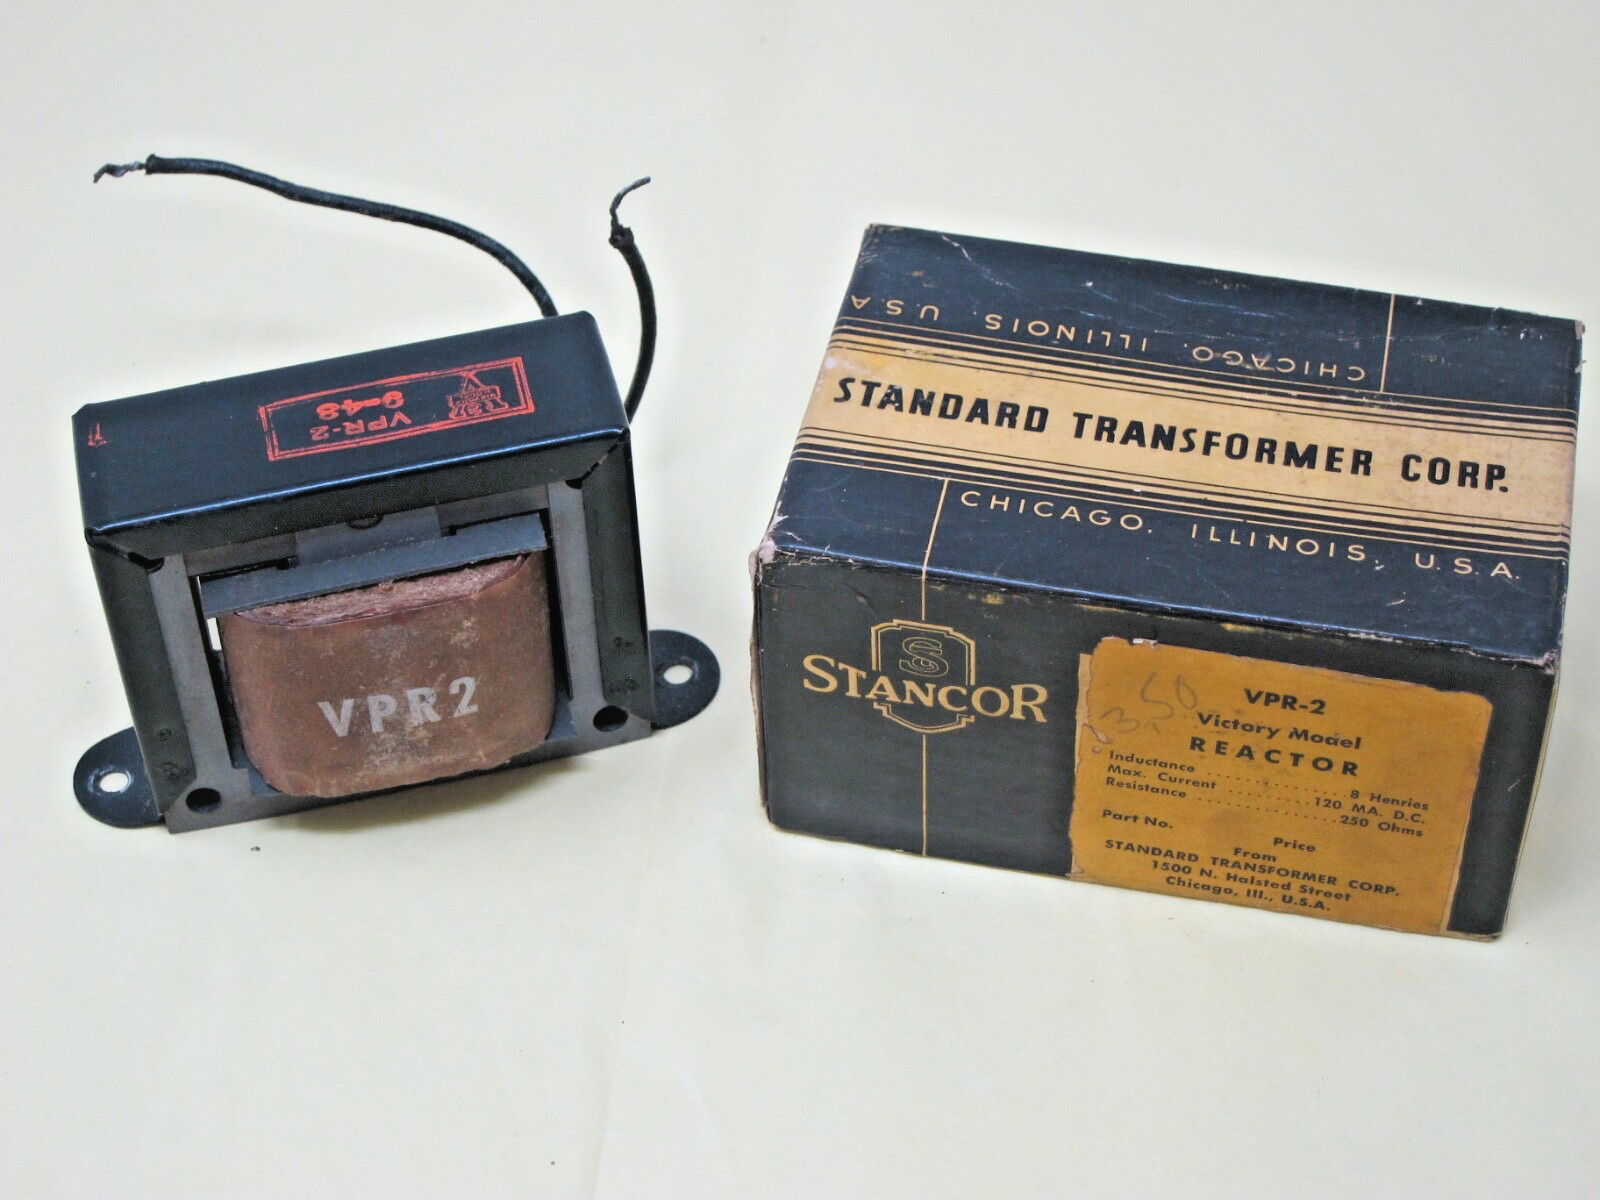 VPR-2
9-48
VPR2
CHICAGO. ILLINOIS. U.S.A
STANDARD TRANSFORMER CORP.
CHICAGO. ILLINOIS. U.S.A.
S
STANCOR
50
VPR-2
Victory Model
REACTOR
Inductance ............... 8 Henries
Max. Current .......... 120 MA. D.C.
Resistance ............... 250 Ohms
Part No.
Price
From
STANDARD TRANSFORMER CORP.
1500 N. Halsted Street
Chicago, Ill., U.S.A.